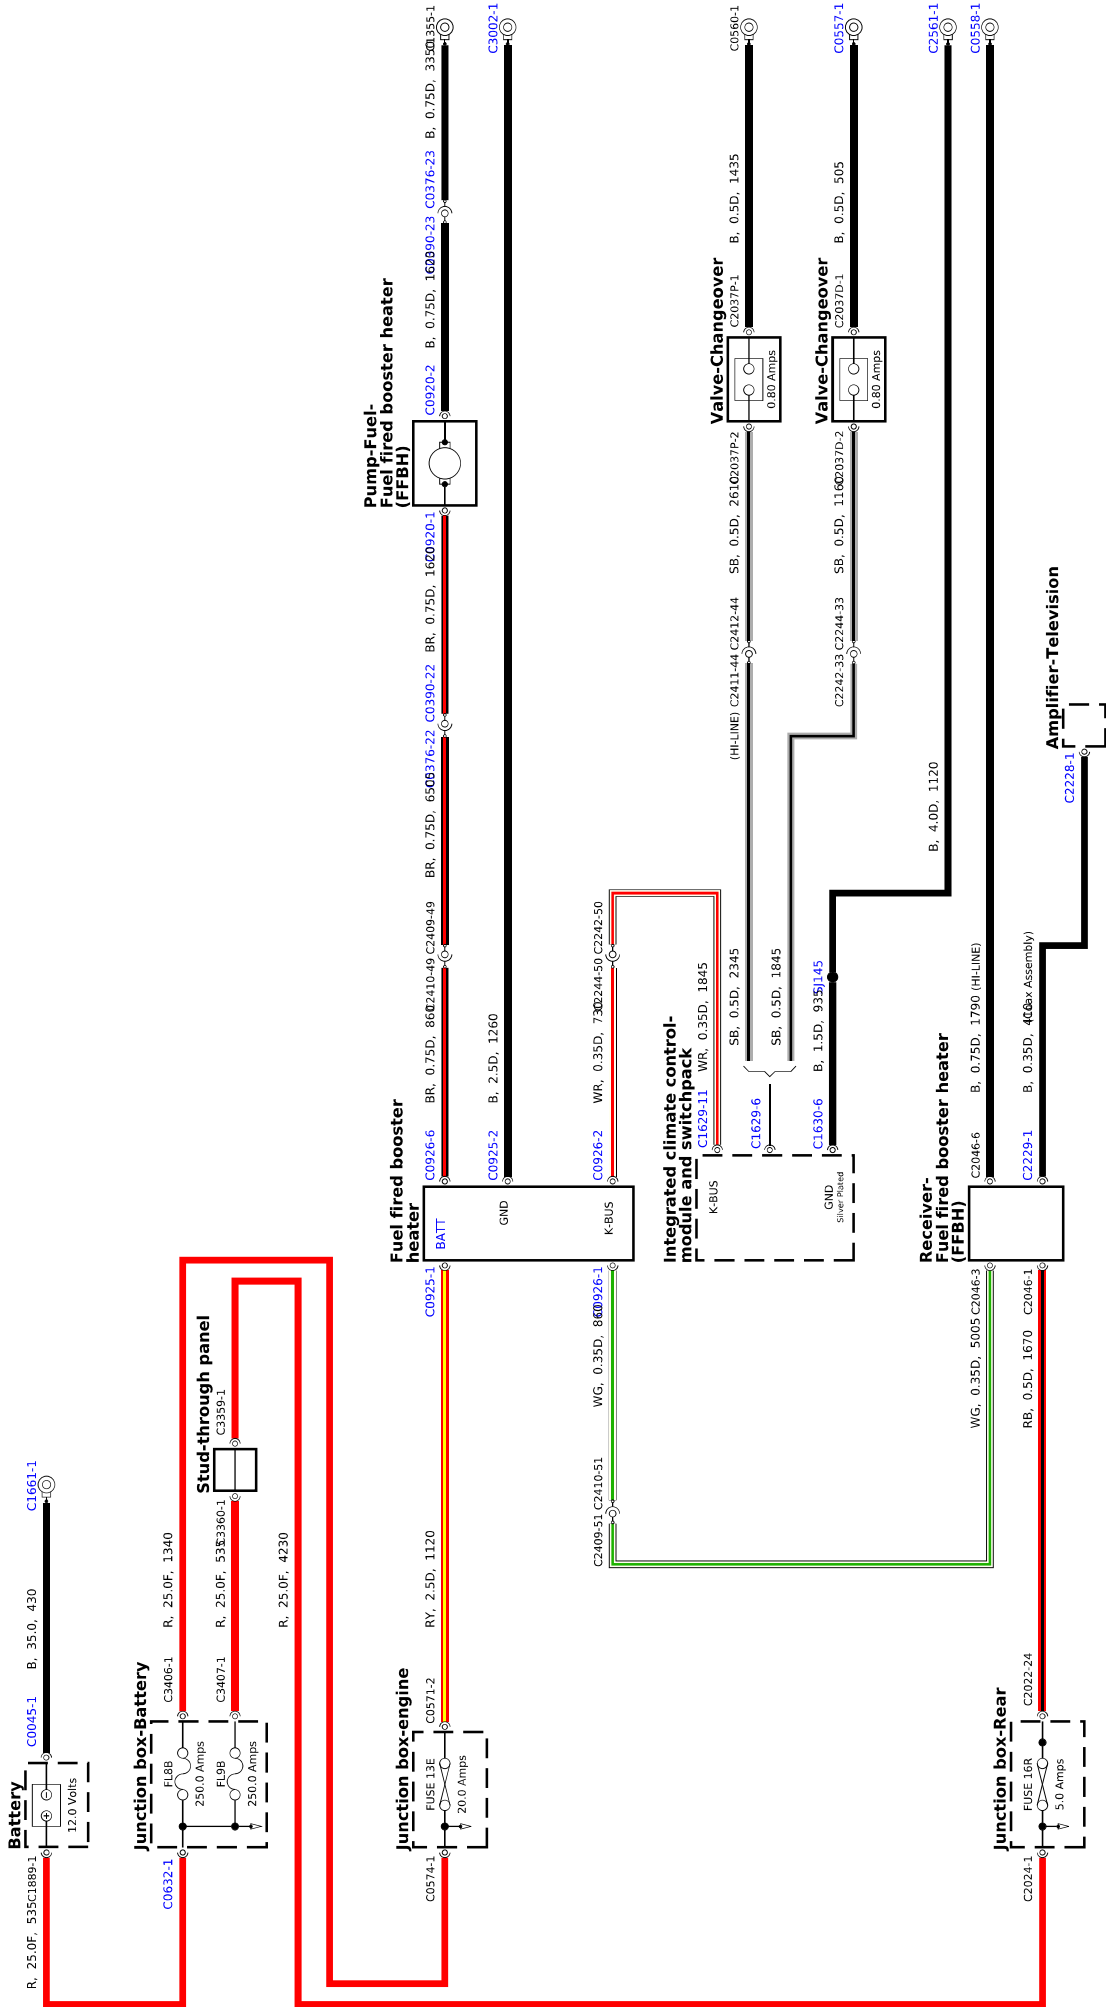 Battery
12.0 Volts
R, 25.0F, 535
C1889-1
C0045-1
B, 35.0, 430
C1661-1
Junction box-Battery
FL8B
250.0 Amps
FL9B
250.0 Amps
C0632-1
C3406-1
R, 25.0F, 1340
C3407-1
R, 25.0F, 535
C3360-1
Stud-through panel
C3359-1
R, 25.0F, 4230
Junction box-engine
FUSE 13E
20.0 Amps
C0574-1
C0571-2
RY, 2.5D, 1120
C0925-1
Fuel fired booster
heater
BATT
GND
K-BUS
C0926-6
BR, 0.75D, 860
C2410-49
C2409-49
BR, 0.75D, 6505
C0376-22
C0390-22
BR, 0.75D, 1620
C0920-1
Pump-Fuel-
Fuel fired booster heater
(FFBH)
C0920-2
B, 0.75D, 1620
C0390-23
C0376-23
B, 0.75D, 3350
C1355-1
C0925-2
B, 2.5D, 1260
C3002-1
C0926-2
WR, 0.35D, 730
C2244-50
C2242-50
C0926-1
WG, 0.35D, 860
C2410-51
C2409-51
Integrated climate control-
module and switchpack
K-BUS
GND
Silver Plated
C1629-11
WR, 0.35D, 1845
C1629-6
SB, 0.5D, 2345
SB, 0.5D, 1845
C1630-6
B, 1.5D, 935
SJ145
B, 4.0D, 1120
C2561-1
(HI-LINE)
C2411-44
C2412-44
SB, 0.5D, 2610
C2037P-2
Valve-Changeover
0.80 Amps
C2037P-1
B, 0.5D, 1435
C0560-1
C2242-33
C2244-33
SB, 0.5D, 1160
C2037D-2
Valve-Changeover
0.80 Amps
C2037D-1
B, 0.5D, 505
C0557-1
Receiver-
Fuel fired booster heater
(FFBH)
C2046-3
WG, 0.35D, 5005
C2046-1
RB, 0.5D, 1670
C2046-6
B, 0.75D, 1790
(HI-LINE)
C0558-1
C2229-1
B, 0.35D, 410
(Coax Assembly)
C2228-1
Amplifier-Television
Junction box-Rear
FUSE 16R
5.0 Amps
C2024-1
C2022-24